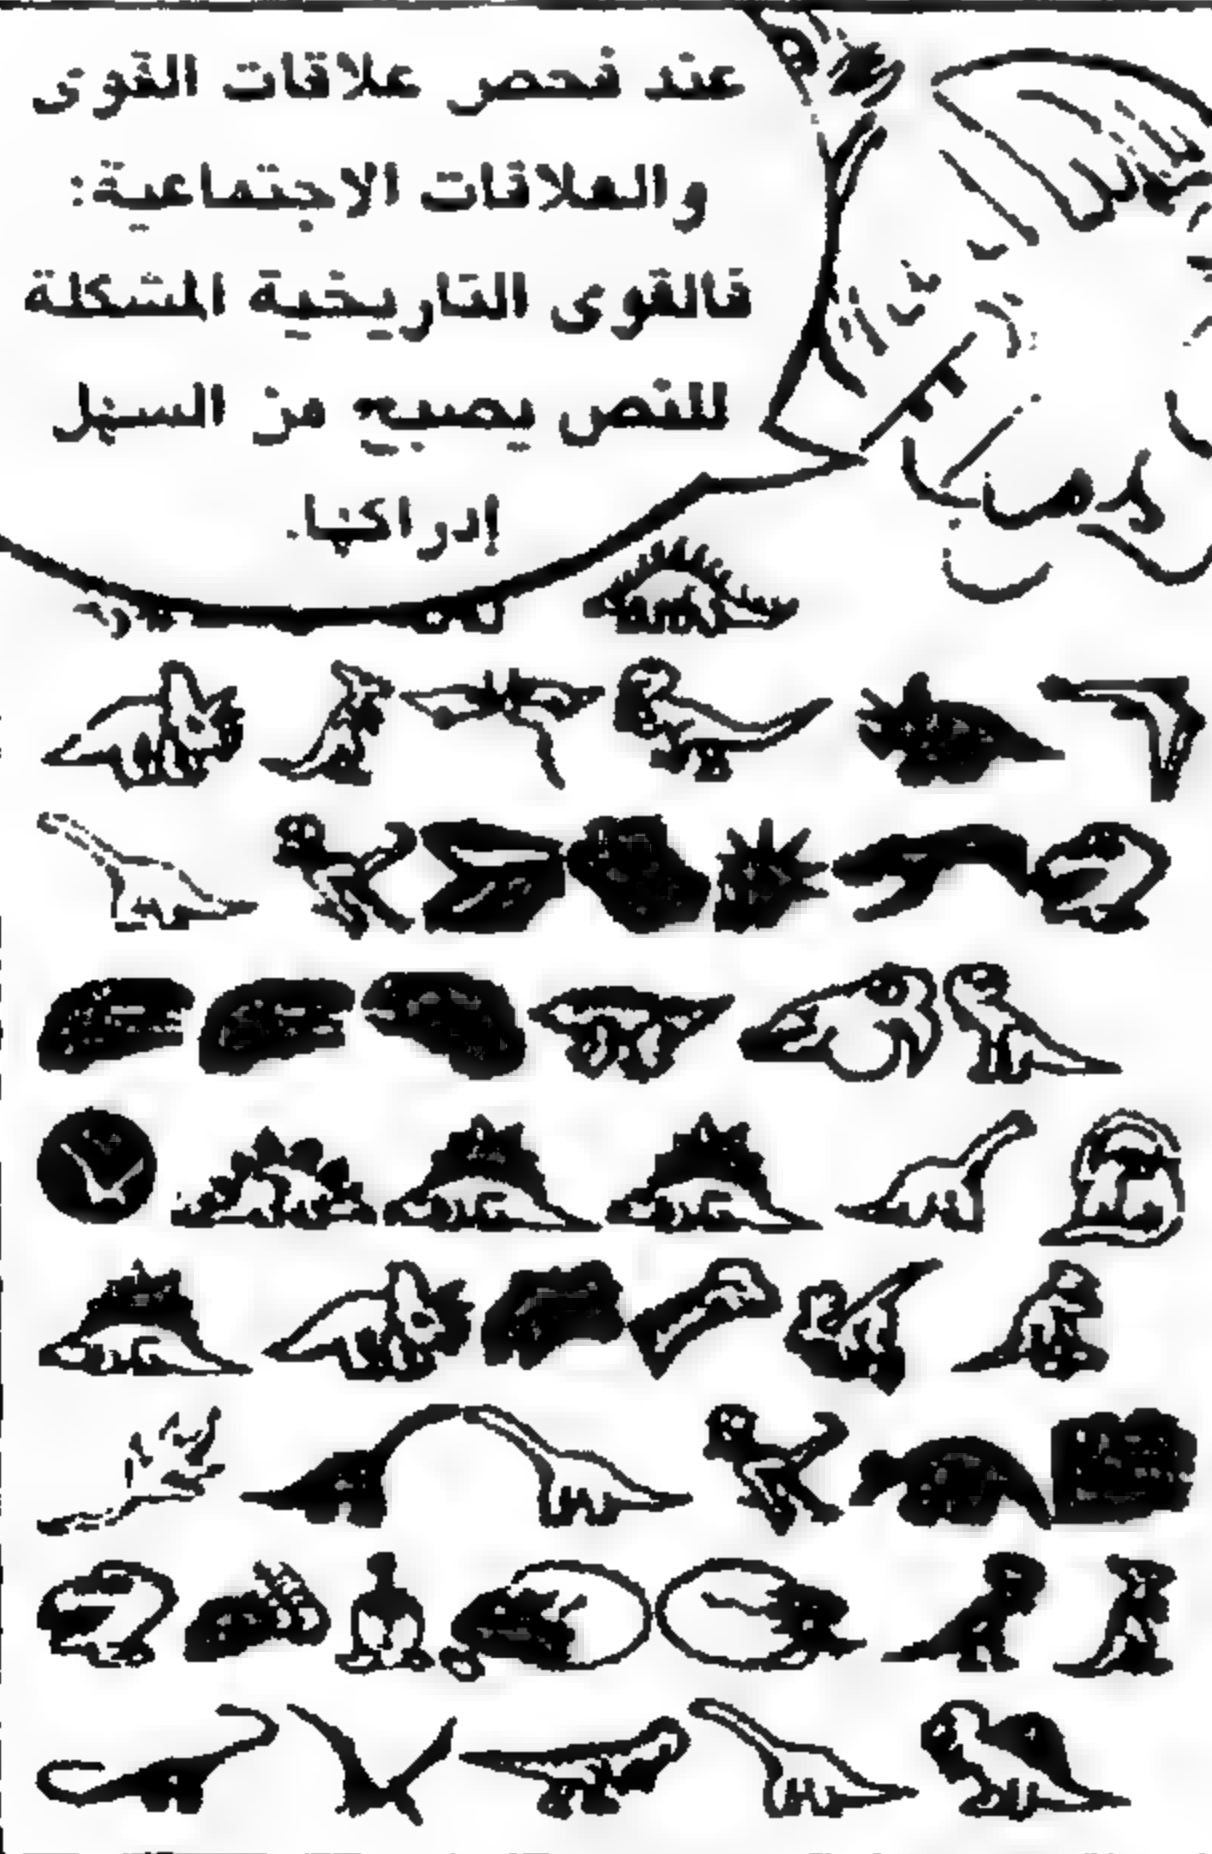 عند فحص علاقات القوى
والعلاقات الاجتماعية:
فالقوى التاريخية المشكلة
للنص يصبح من السهل
إدراكها.